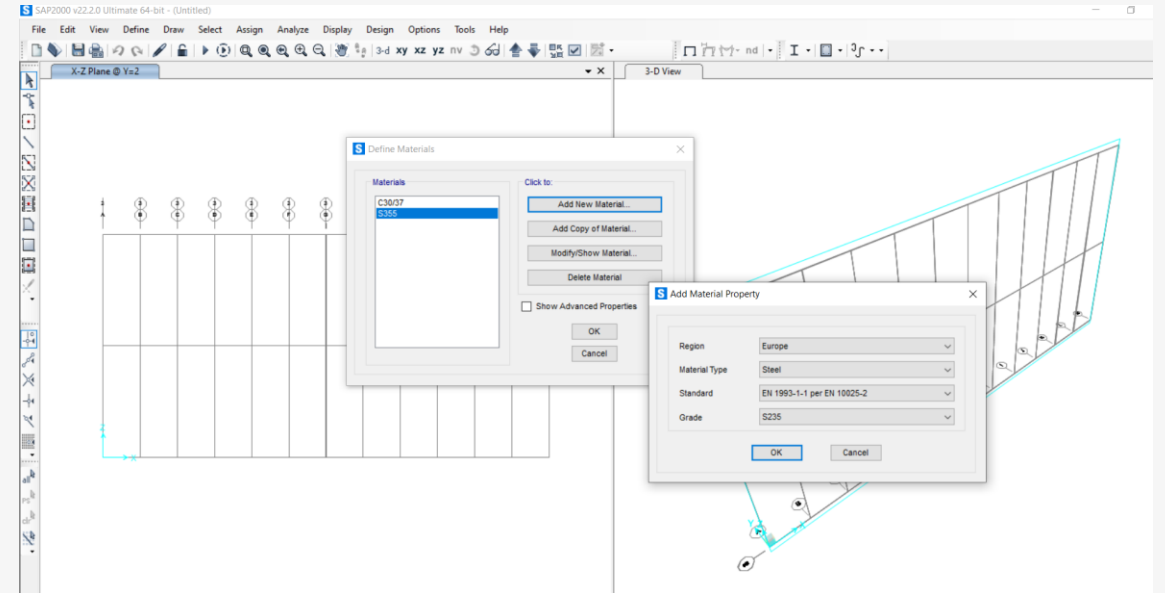 SAP2000 v22.2.0 Ultimate 64-bit - (Untitled)
File Edit View Define Draw Select Assign Analyze Display Design Options Tools Help
3-d xy xz yz nv
nd
X-Z Plane @ Y=2
3-D View
Define Materials
Materials
C30/37
S355
Click to:
Add New Material...
Add Copy of Material...
Modify/Show Material...
Delete Material
Show Advanced Properties
OK
Cancel
Add Material Property
Region Europe
Material Type Steel
Standard EN 1993-1-1 per EN 10025-2
Grade S235
OK Cancel
Z
X
Y
all
PS
clr